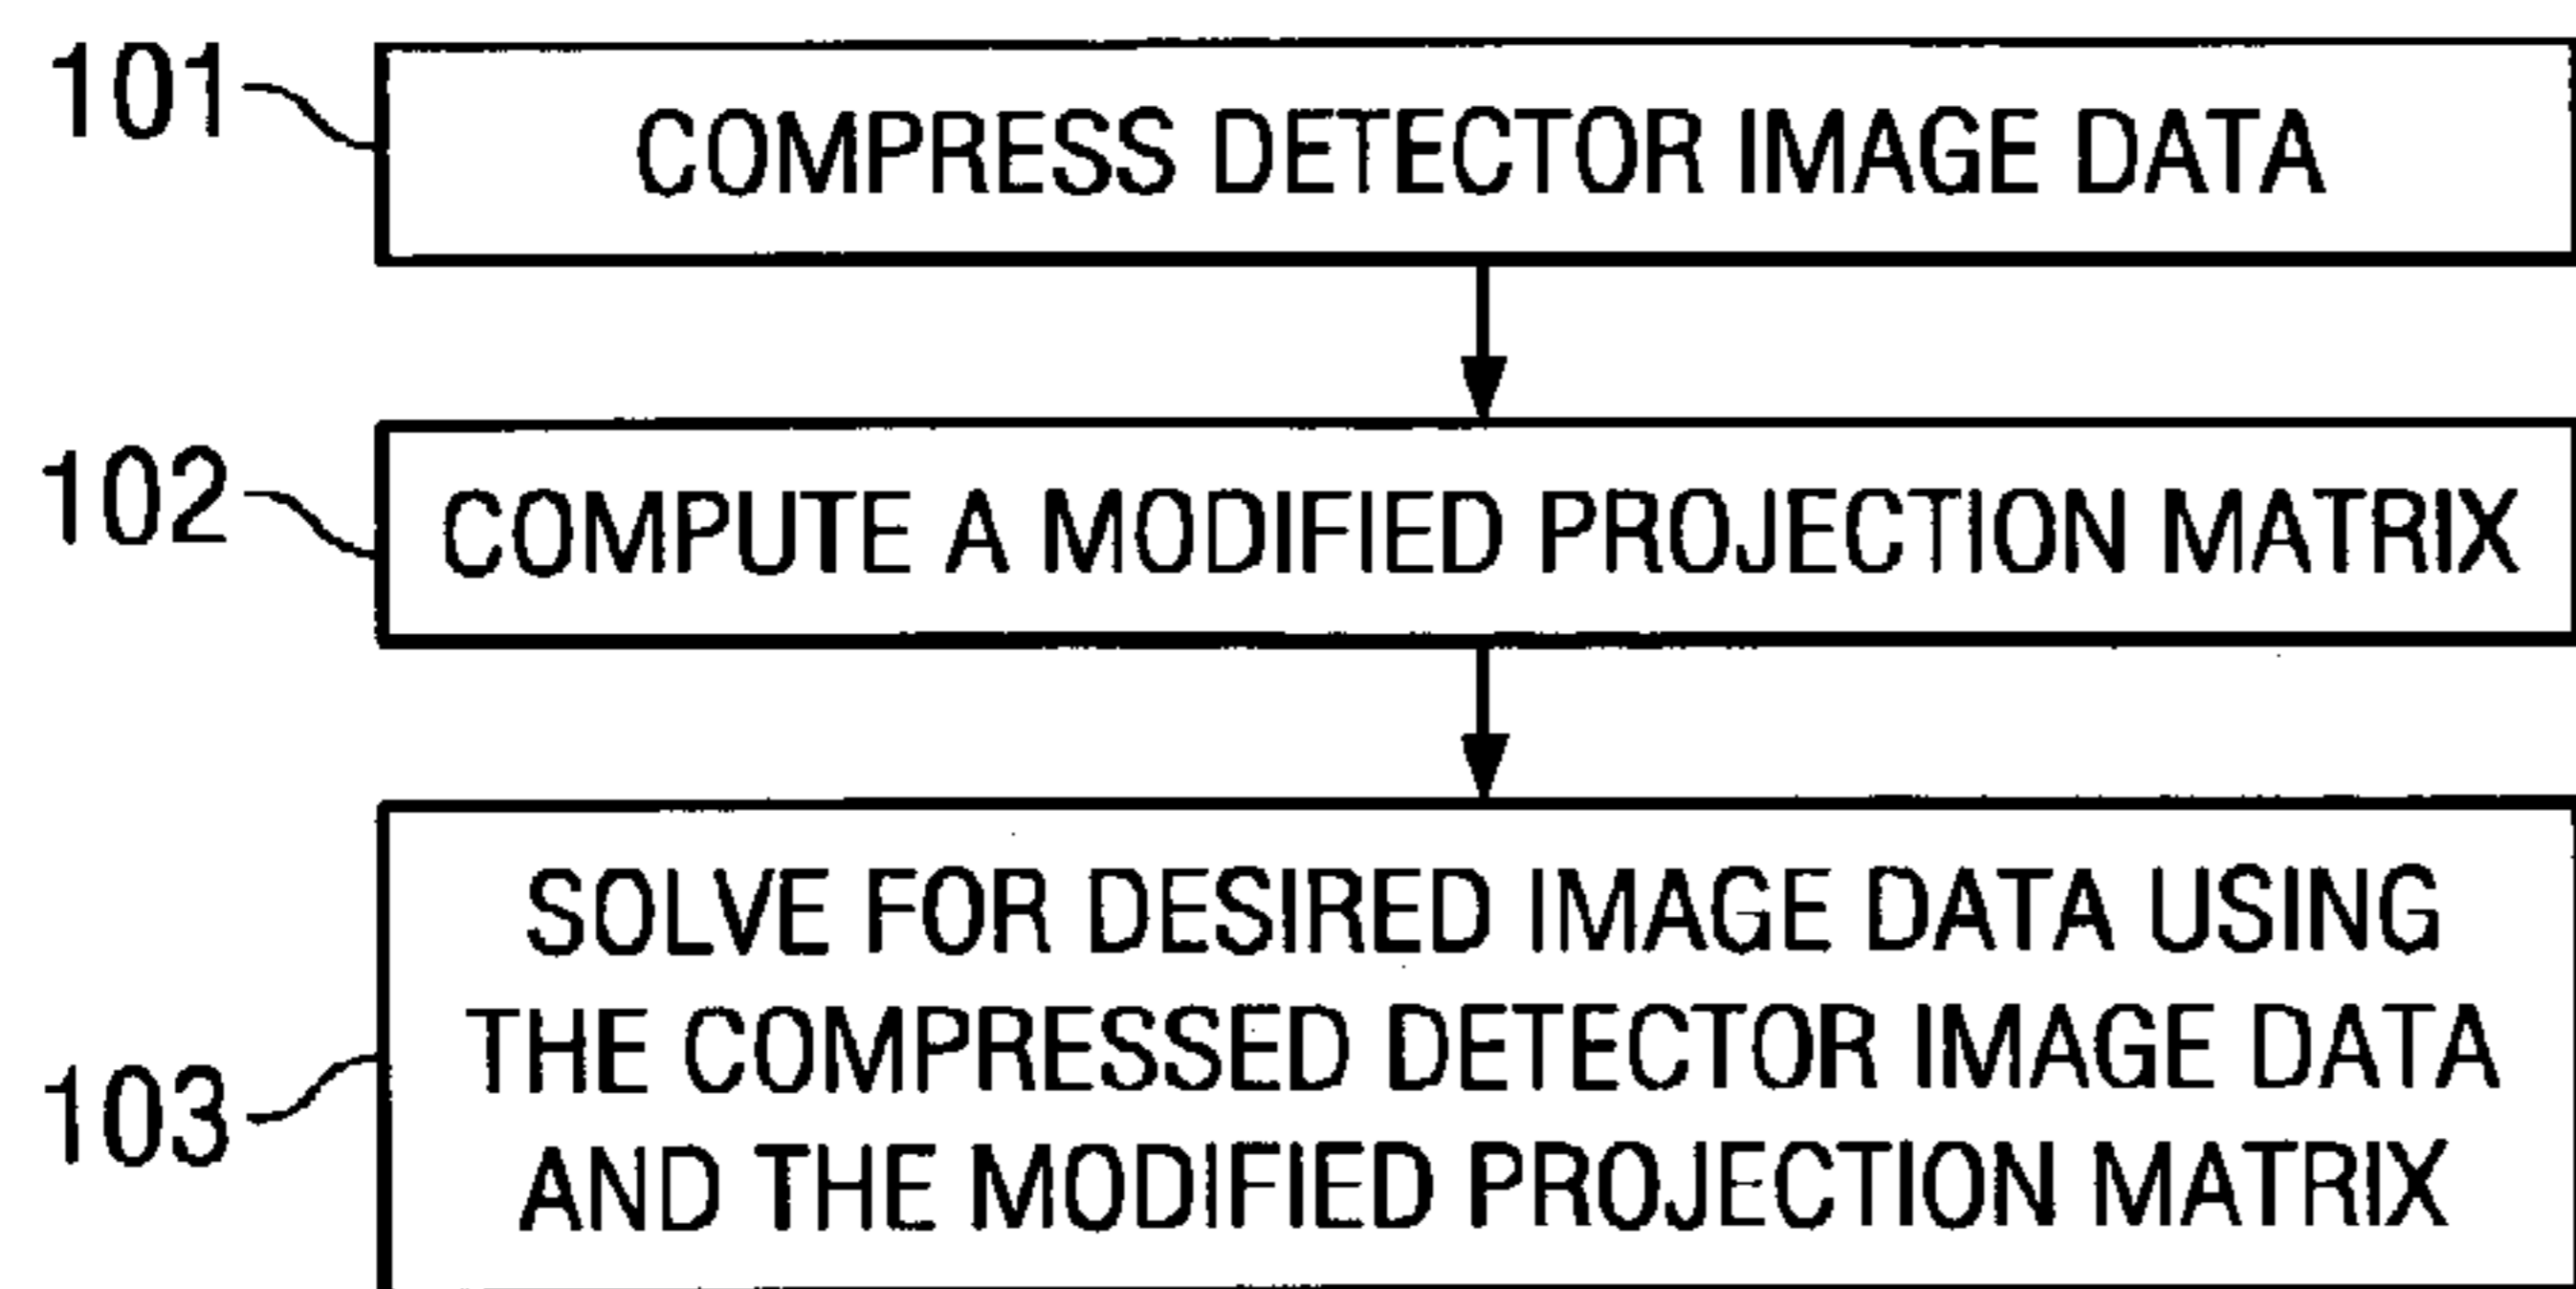 101
COMPRESS DETECTOR IMAGE DATA
102
COMPUTE A MODIFIED PROJECTION MATRIX
103
SOLVE FOR DESIRED IMAGE DATA USING
THE COMPRESSED DETECTOR IMAGE DATA
AND THE MODIFIED PROJECTION MATRIX